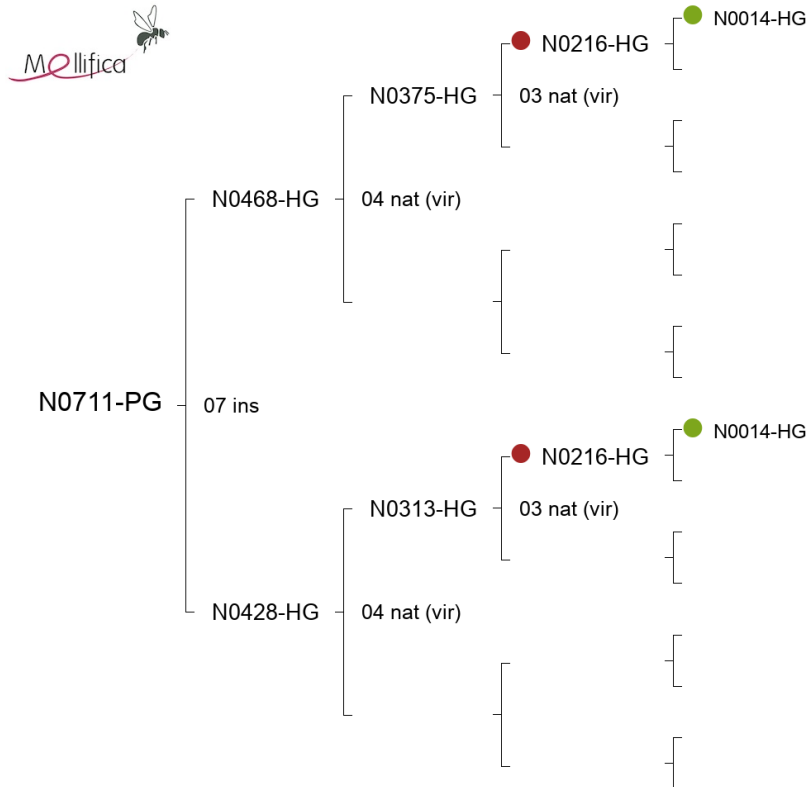 Mellifica
N0014-HG
N0216-HG
N0375-HG
03 nat (vir)
N0468-HG
04 nat (vir)
N0711-PG
07 ins
N0014-HG
N0216-HG
N0313-HG
03 nat (vir)
N0428-HG
04 nat (vir)